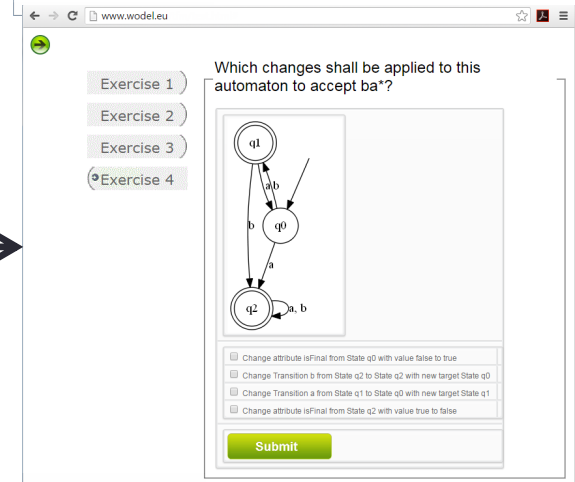 www.wodel.eu
Which changes shall be applied to this
automaton to accept ba*?
Exercise 1
Exercise 2
Exercise 3
Exercise 4
q1
a b
b
q0
a
q2
a, b
Change attribute isFinal from State q0 with value false to true
Change Transition b from State q2 to State q2 with new target State q0
Change Transition a from State q1 to State q0 with new target State q1
Change attribute isFinal from State q2 with value true to false
Submit